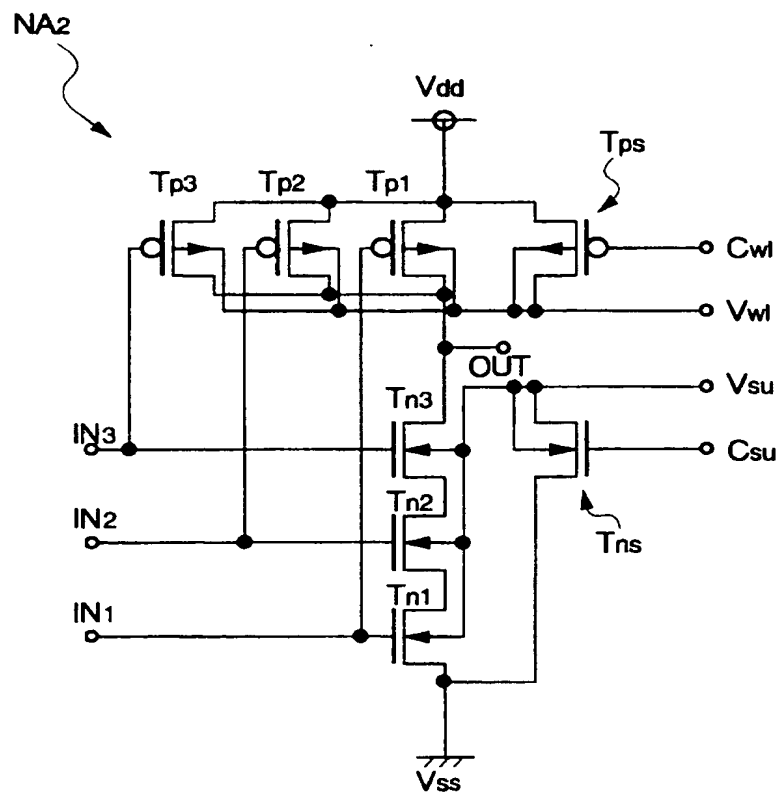 NA2
Vdd
Tps
Tp3 Tp2 Tp1
Cwl
Vwl
OUT
Vsu
Tn3
IN3
Csu
Tn2
IN2
Tns
Tn1
IN1
Vss